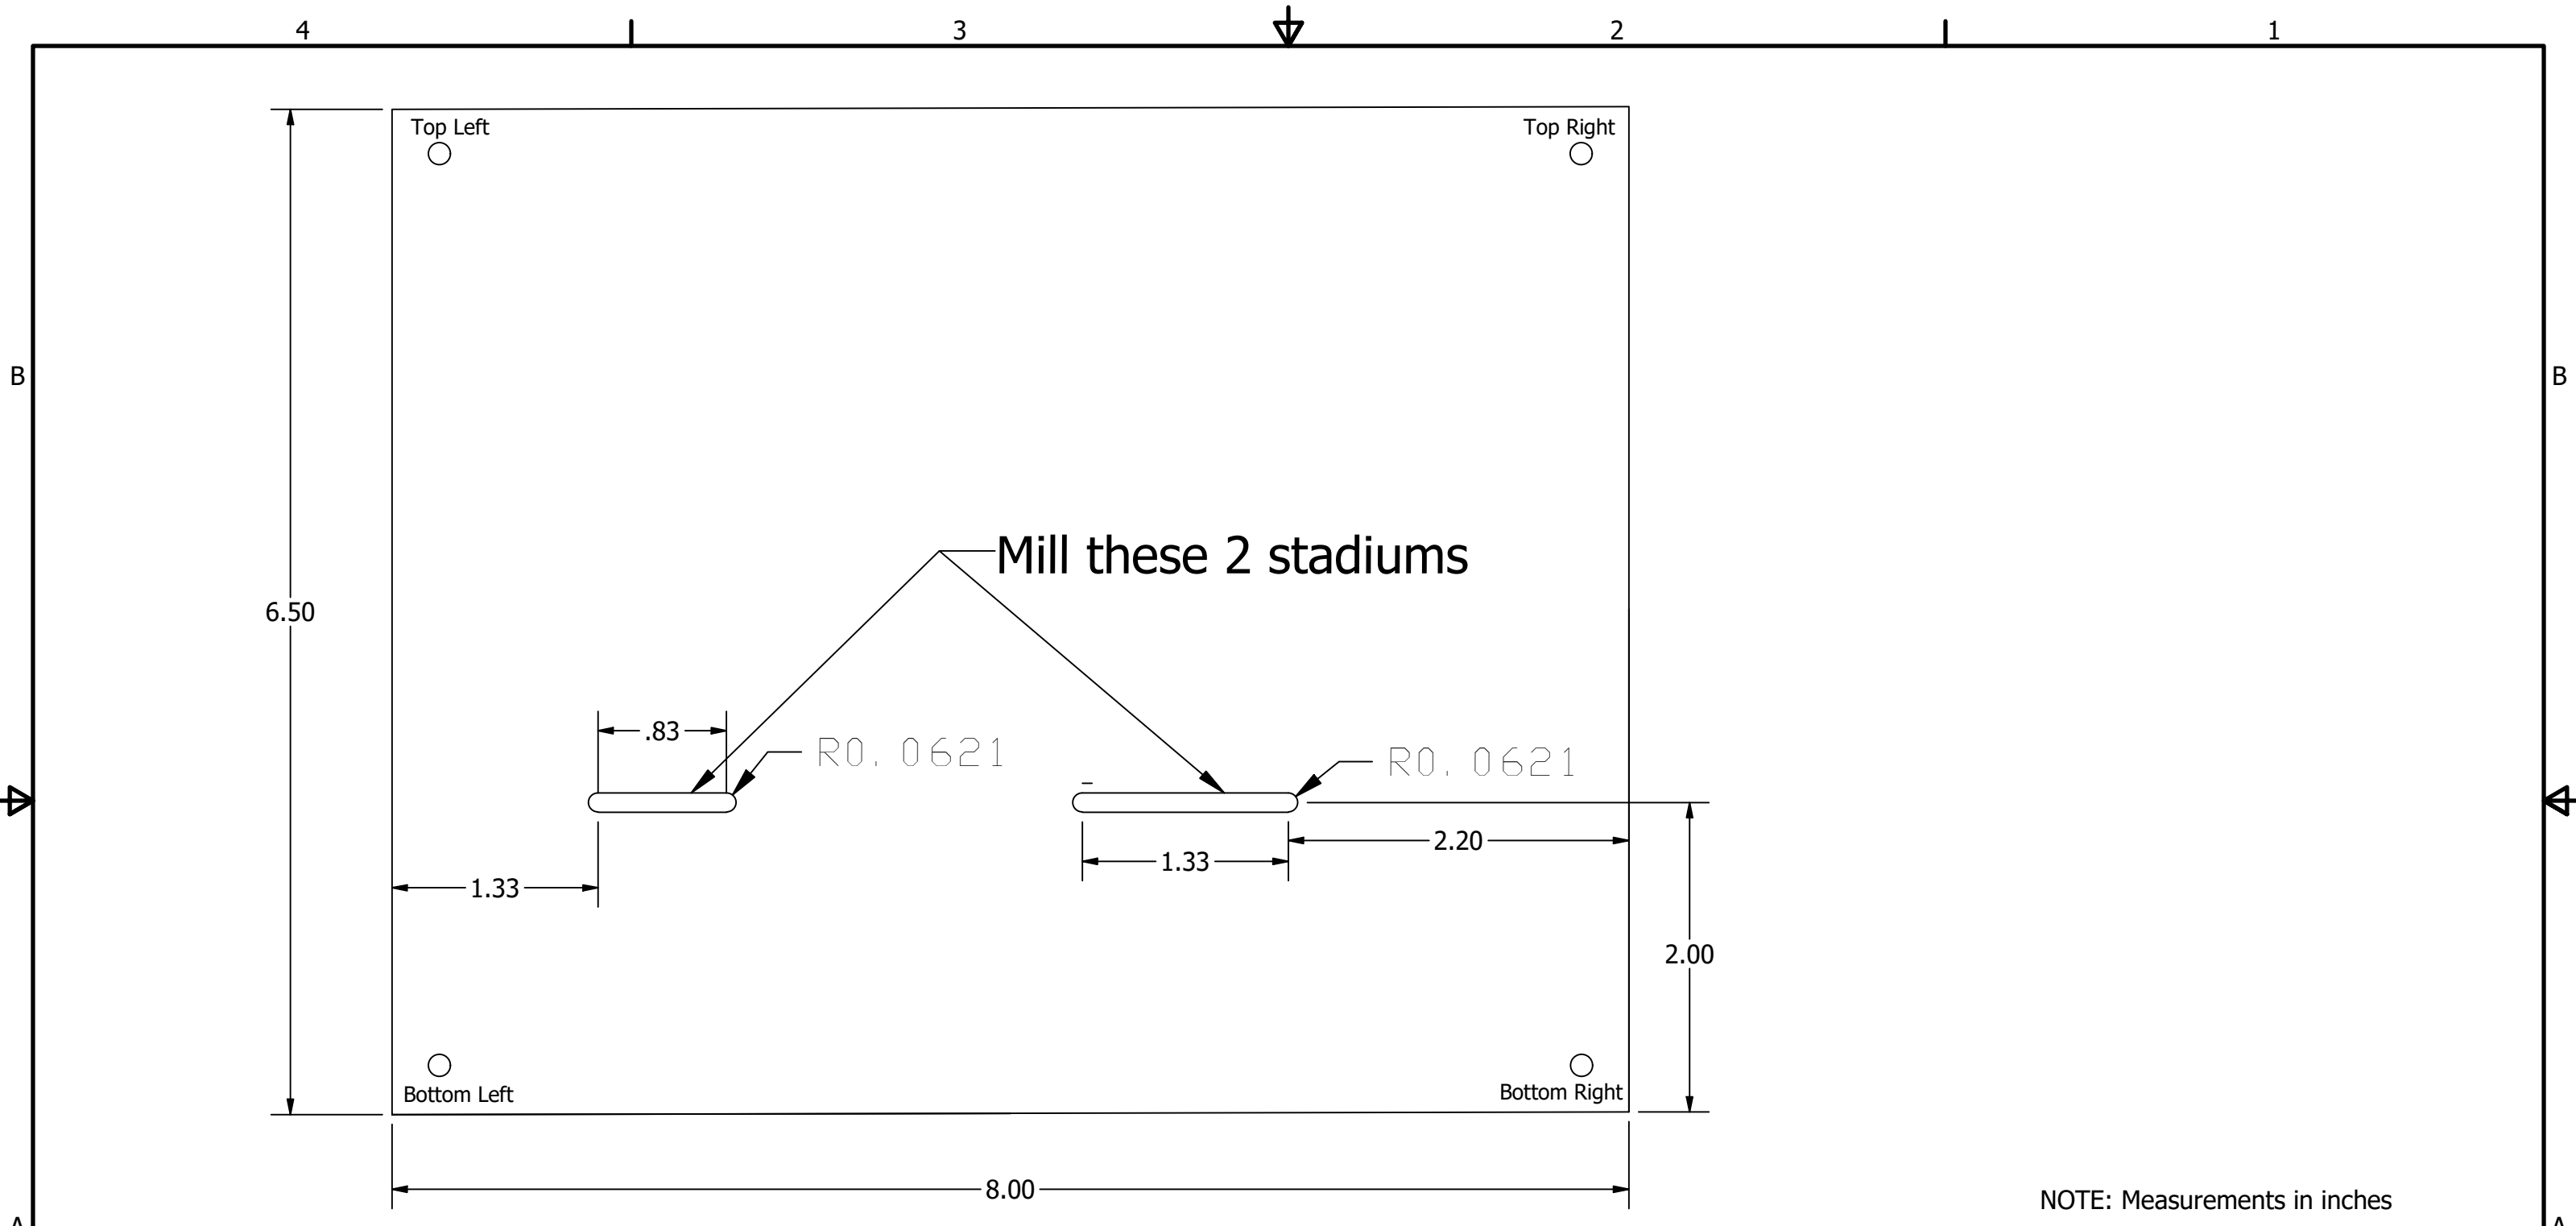 4 3 2 1
Top Left
Top Right
B
B
Mill these 2 stadiums
6.50
.83
R0.0621
R0.0621
2.20
1.33
1.33
2.00
Bottom Left
Bottom Right
8.00
NOTE: Measurements in inches
A
A